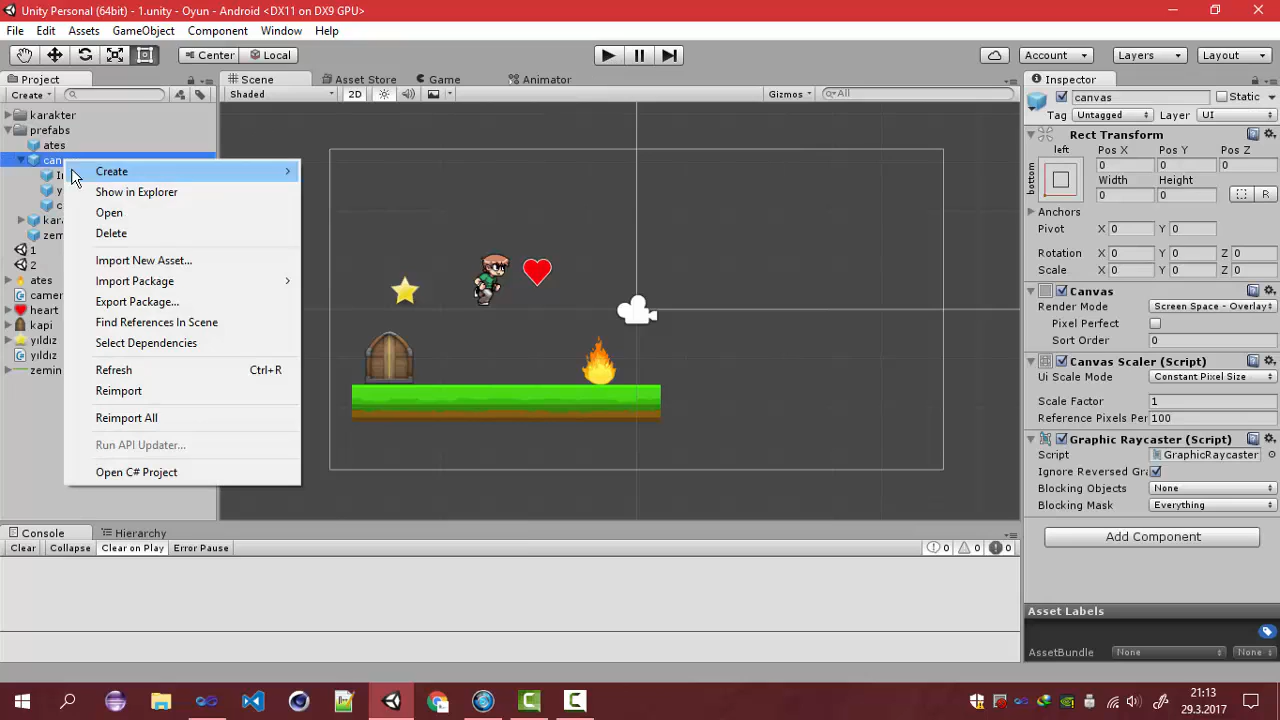 Unity Personal (64bit) - 1.unity - Oyun - Android <DX11 on DX9 GPU>
File Edit Assets GameObject Component Window Help
Center Local Account Layers Layout
Project Scene Asset Store Game Animator Inspector
Create Shaded 2D Gizmos All
canvas Static
Tag Untagged Layer UI
karakter
prefabs
ates
can
kar
zem
1
2
ates
camer
heart
kapi
yıldız
yıldız
zemin
Create
Show in Explorer
Open
Delete
Import New Asset...
Import Package
Export Package...
Find References In Scene
Select Dependencies
Refresh Ctrl+R
Reimport
Reimport All
Run API Updater...
Open C# Project
Rect Transform
left Pos X Pos Y Pos Z
bottom 0 0 0
Width Height
0 0 R
Anchors
Pivot X 0 Y 0
Rotation X 0 Y 0 Z 0
Scale X 0 Y 0 Z 0
Canvas
Render Mode Screen Space - Overlay
Pixel Perfect
Sort Order 0
Canvas Scaler (Script)
Ui Scale Mode Constant Pixel Size
Scale Factor 1
Reference Pixels Per 100
Graphic Raycaster (Script)
Script GraphicRaycaster
Ignore Reversed Gra
Blocking Objects None
Blocking Mask Everything
Add Component
Asset Labels
AssetBundle None None
Console Hierarchy
Clear Collapse Clear on Play Error Pause 0 0 0
21:13
29.3.2017